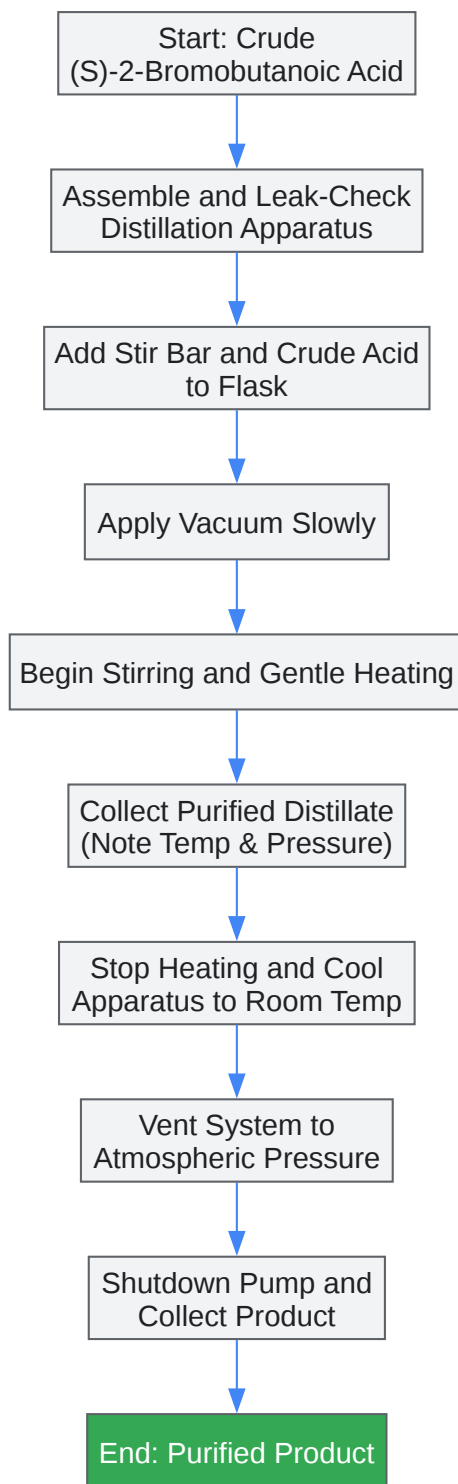 Start: Crude
(S)-2-Bromobutanoic Acid
Assemble and Leak-Check
Distillation Apparatus
Add Stir Bar and Crude Acid
to Flask
Apply Vacuum Slowly
Begin Stirring and Gentle Heating
Collect Purified Distillate
(Note Temp & Pressure)
Stop Heating and Cool
Apparatus to Room Temp
Vent System to
Atmospheric Pressure
Shutdown Pump and
Collect Product
End: Purified Product